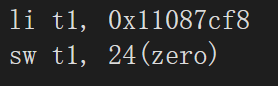 li t1, 0x11087cf8
sw t1, 24(zero)